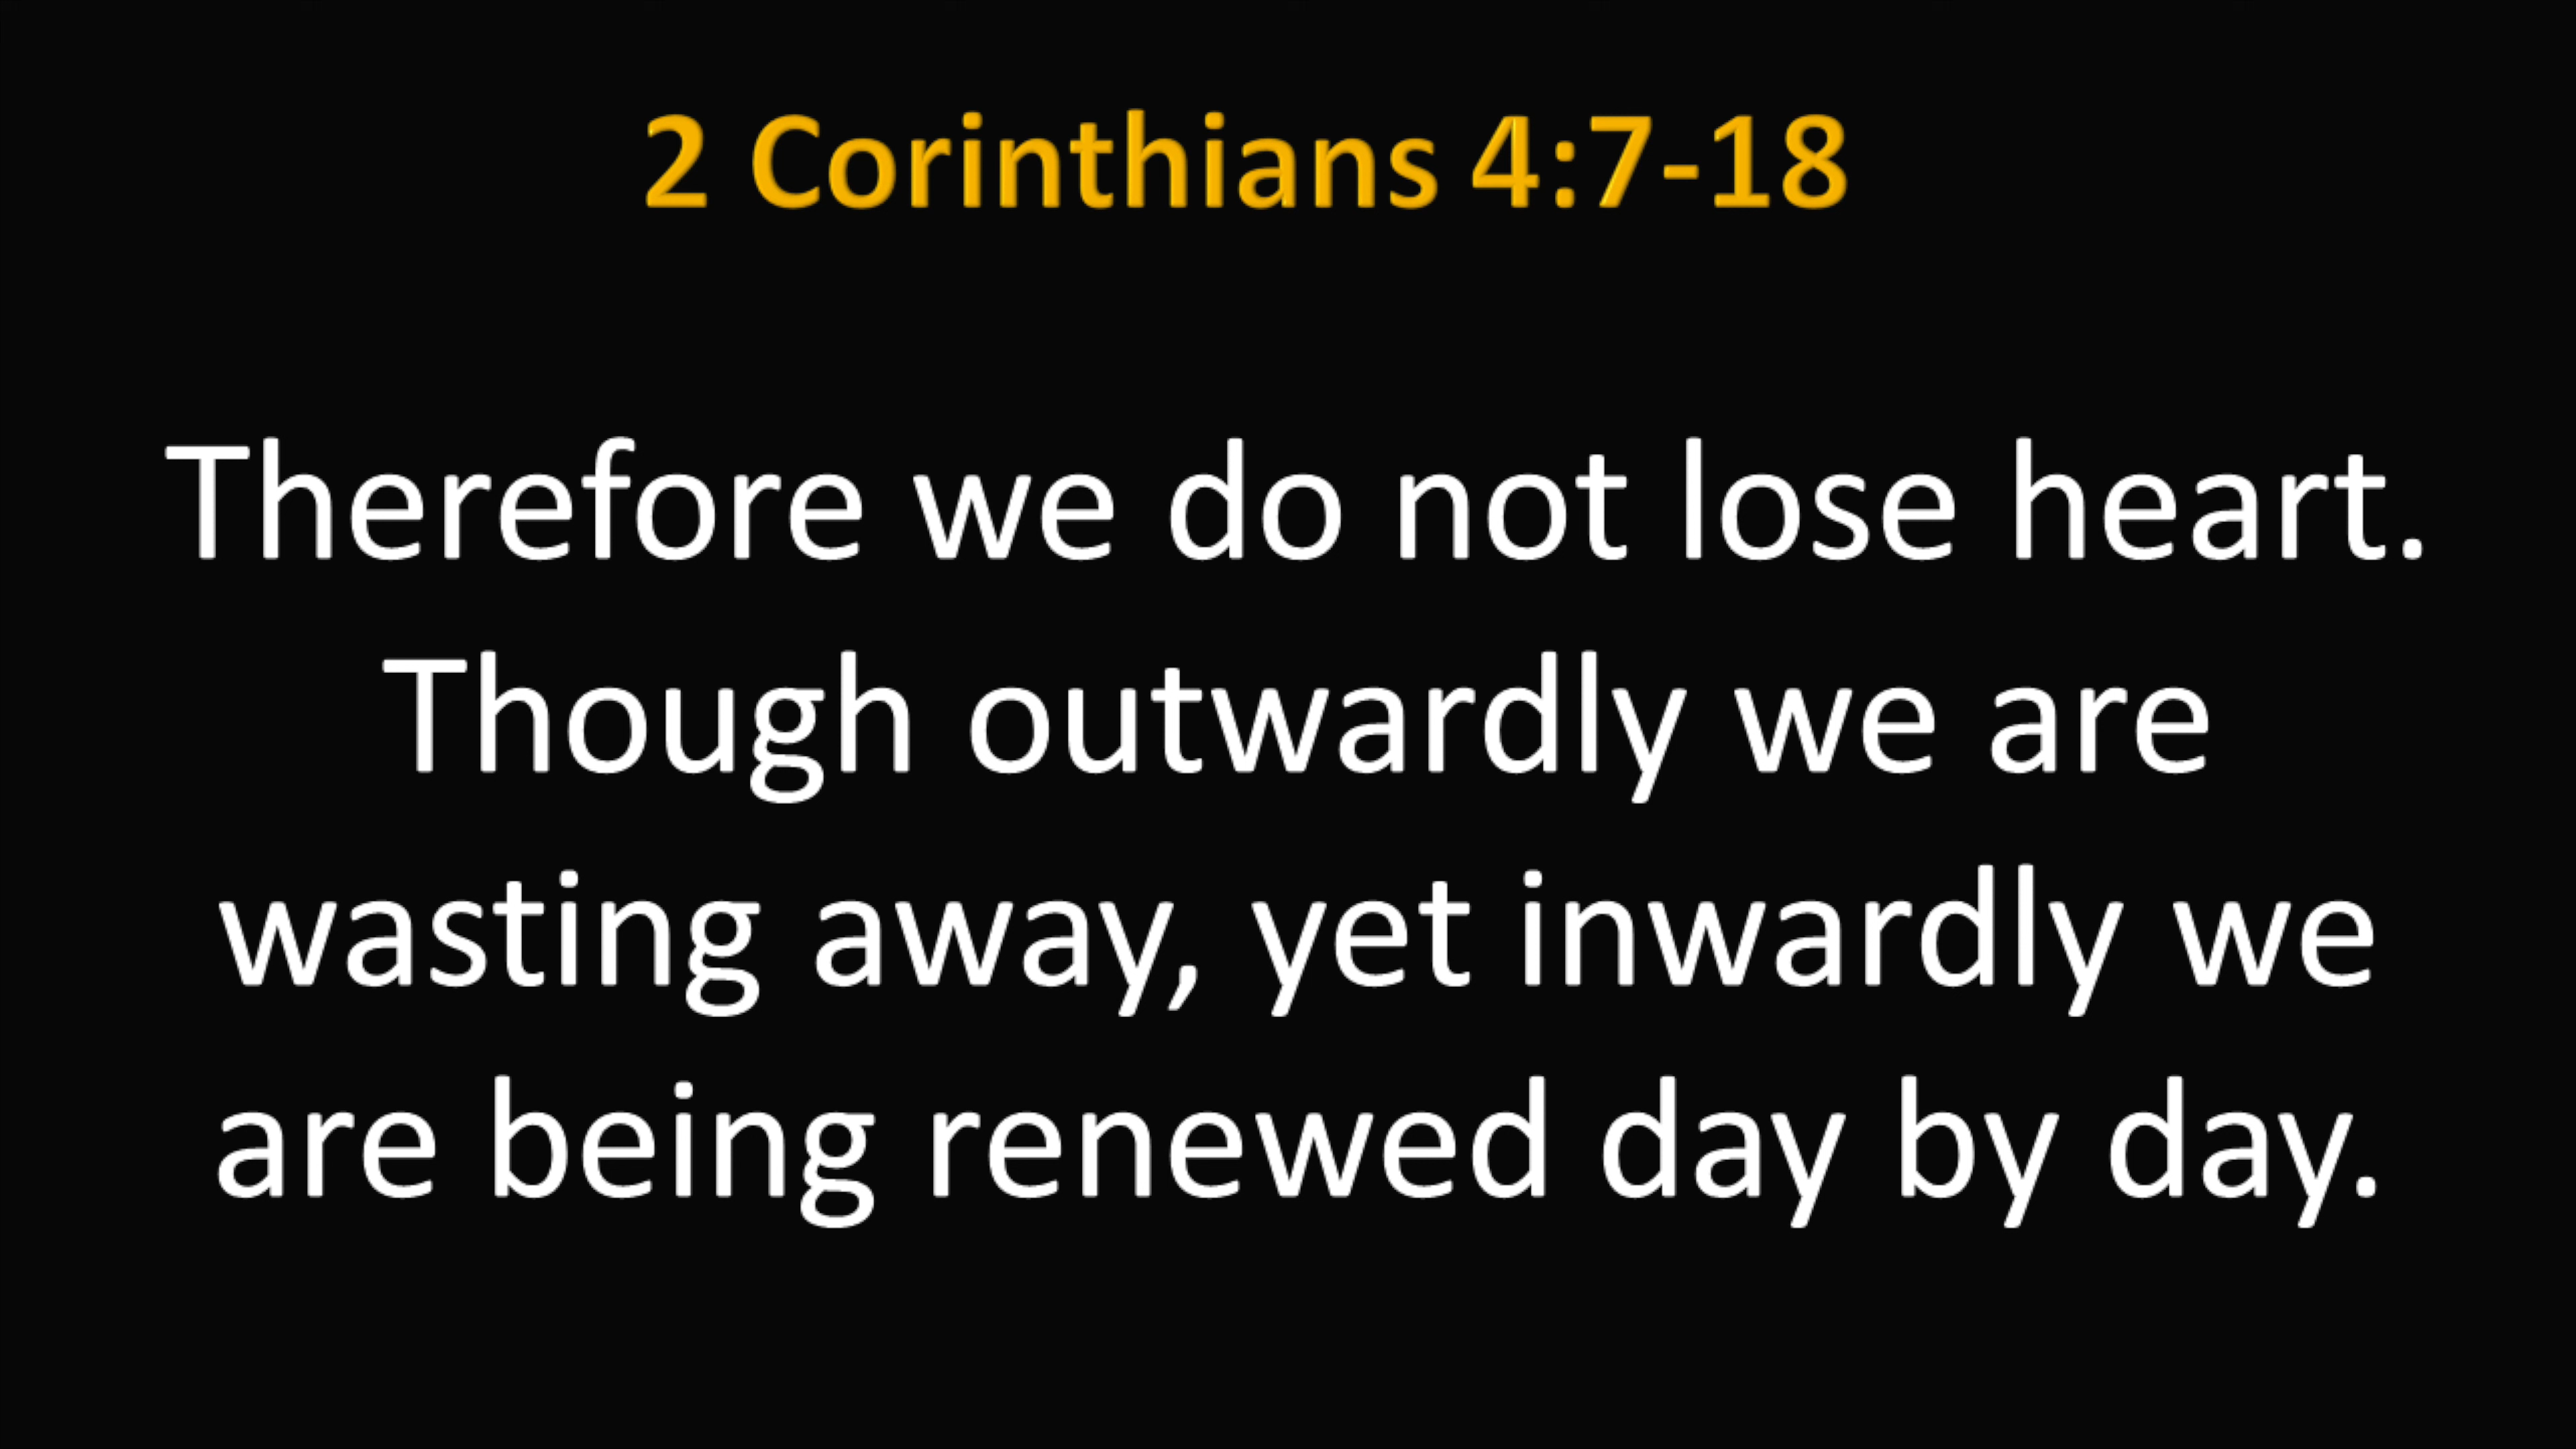 2 Corinthians 4:7-18
Therefore we do not lose heart.
Though outwardly we are
wasting away, yet inwardly we
are being renewed day by day.